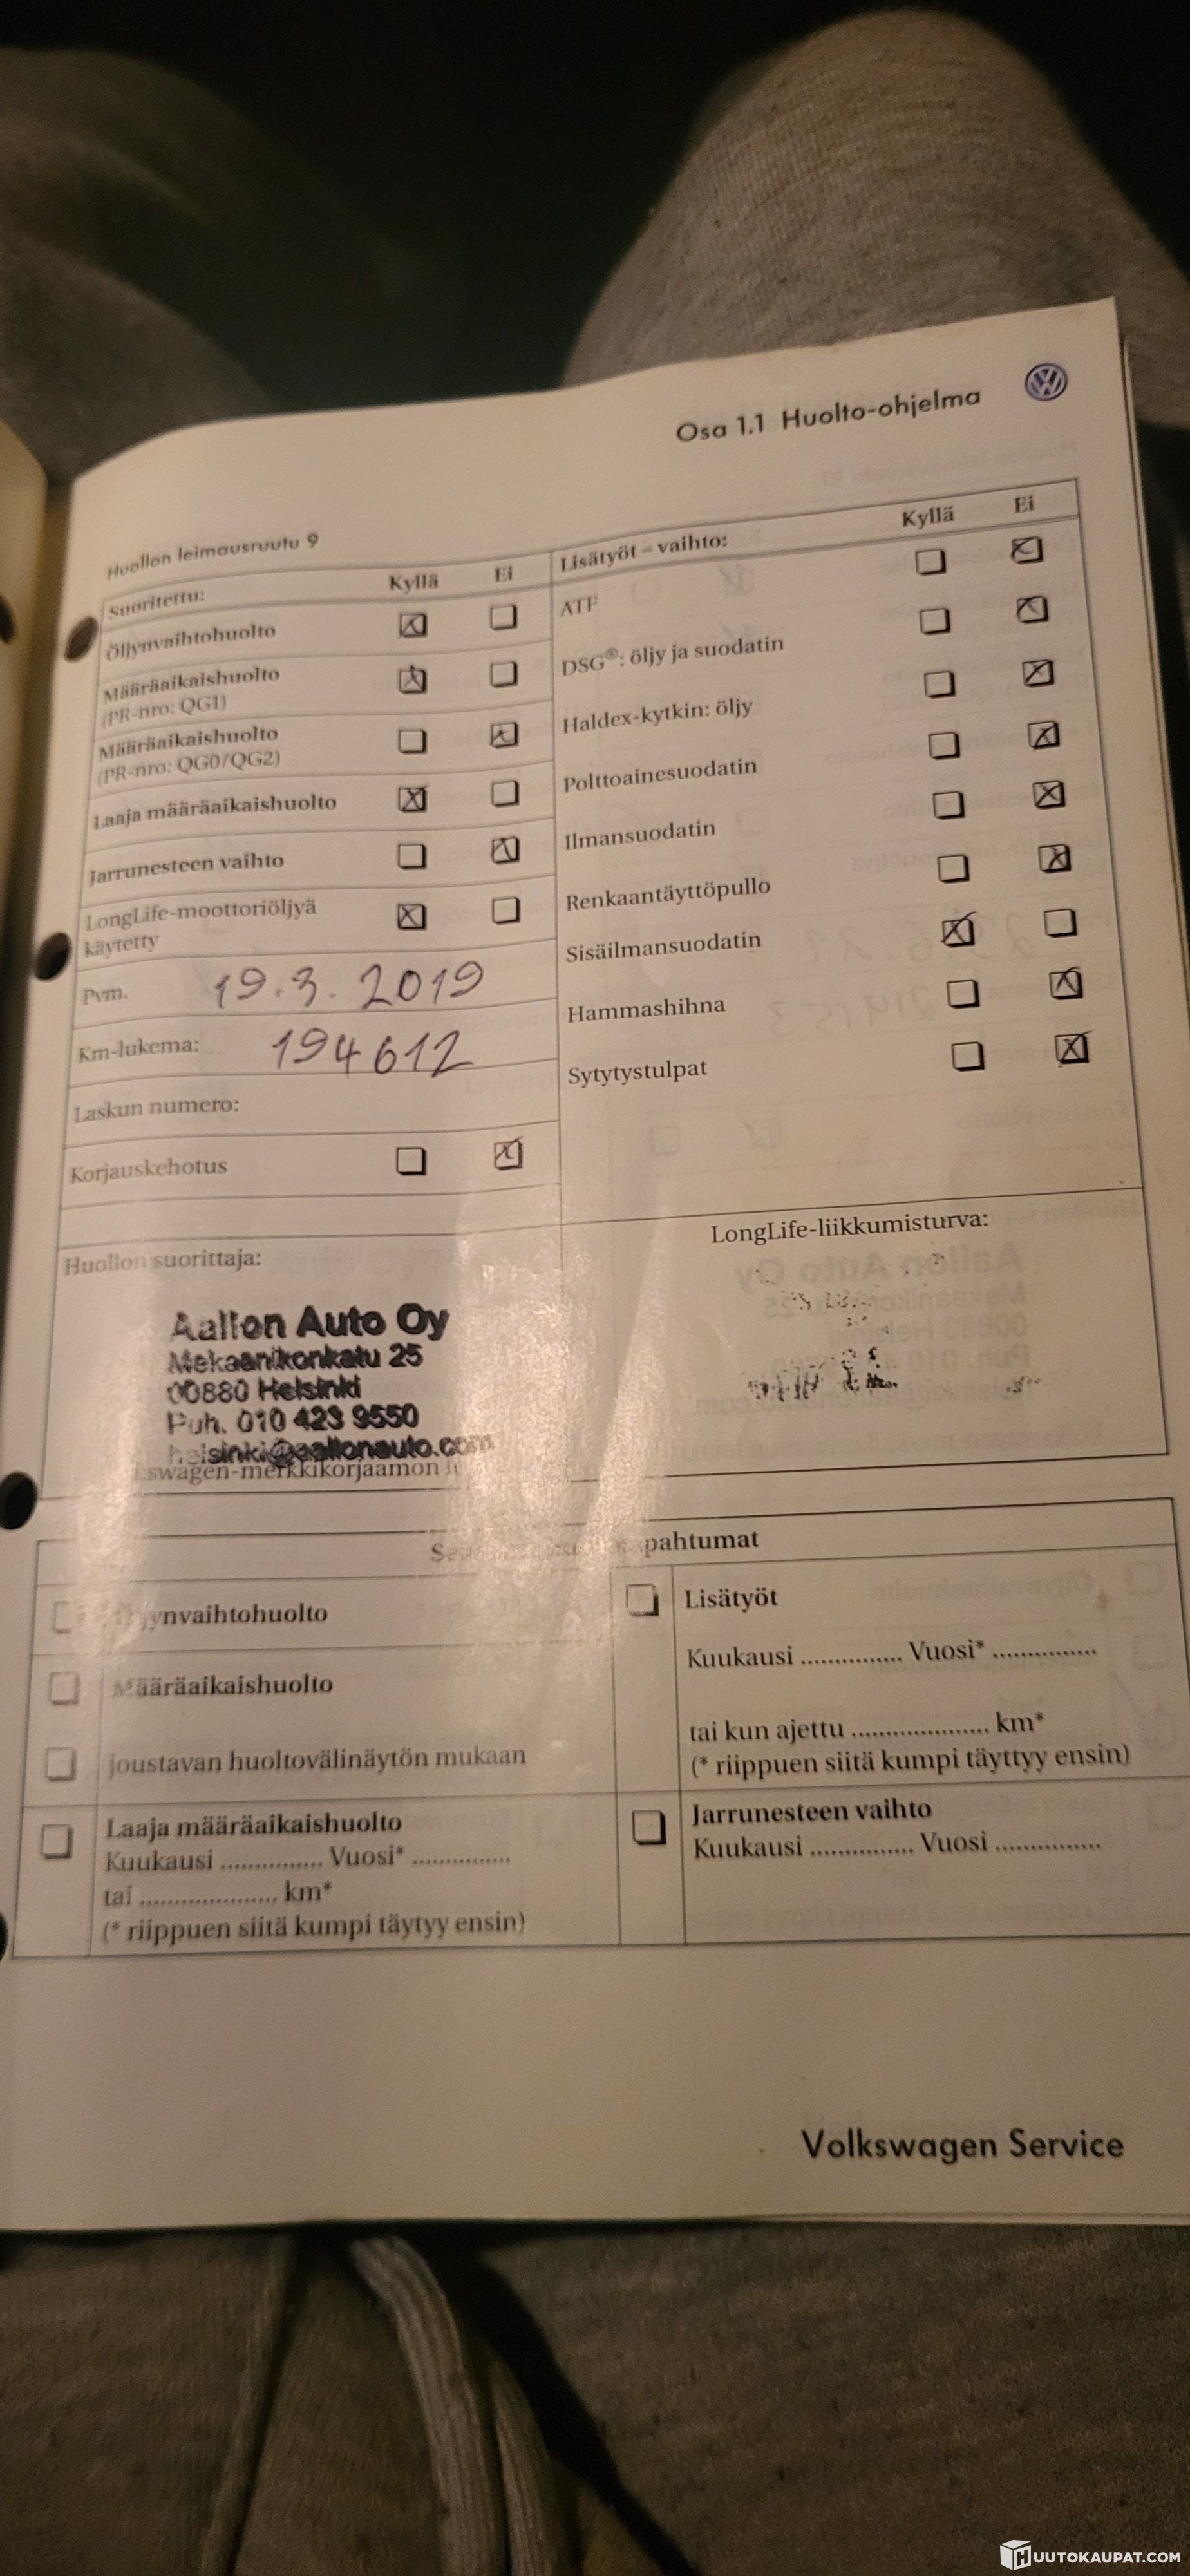 Osa 1.1 Huolto-ohjelma
Huollon leimausruutu 9
Suoritettu: Kyllä Ei
Öljynvaihtohuolto
Määräaikaishuolto
(PR-nro: QG1)
Määräaikaishuolto
(PR-nro: QG0/QG2)
Laaja määräaikaishuolto
Jarrunesteen vaihto
LongLife-moottoriöljyä
käytetty
Pvm. 19.3.2019
Km-lukema: 194612
Laskun numero:
Korjauskehotus
Lisätyöt – vaihto: Kyllä Ei
ATF
DSG®: öljy ja suodatin
Haldex-kytkin: öljy
Polttoainesuodatin
Ilmansuodatin
Renkaantäyttöpullo
Sisäilmansuodatin
Hammashihna
Sytytystulpat
Huollon suorittaja:
Aallon Auto Oy
Mekaanikonkatu 25
00880 Helsinki
Puh. 010 423 9550
helsinki@aallonauto.com
LongLife-liikkumisturva:
Öljynvaihtohuolto
Määräaikaishuolto
joustavan huoltovälinäytön mukaan
Laaja määräaikaishuolto
Kuukausi ............... Vuosi* ...............
tai ..................... km*
(* riippuen siitä kumpi täytyy ensin)
Lisätyöt
Kuukausi ............... Vuosi* ...............
tai kun ajettu .................... km*
(* riippuen siitä kumpi täyttyy ensin)
Jarrunesteen vaihto
Kuukausi ............... Vuosi ...............
Volkswagen Service
HUUTOKAUPAT.COM